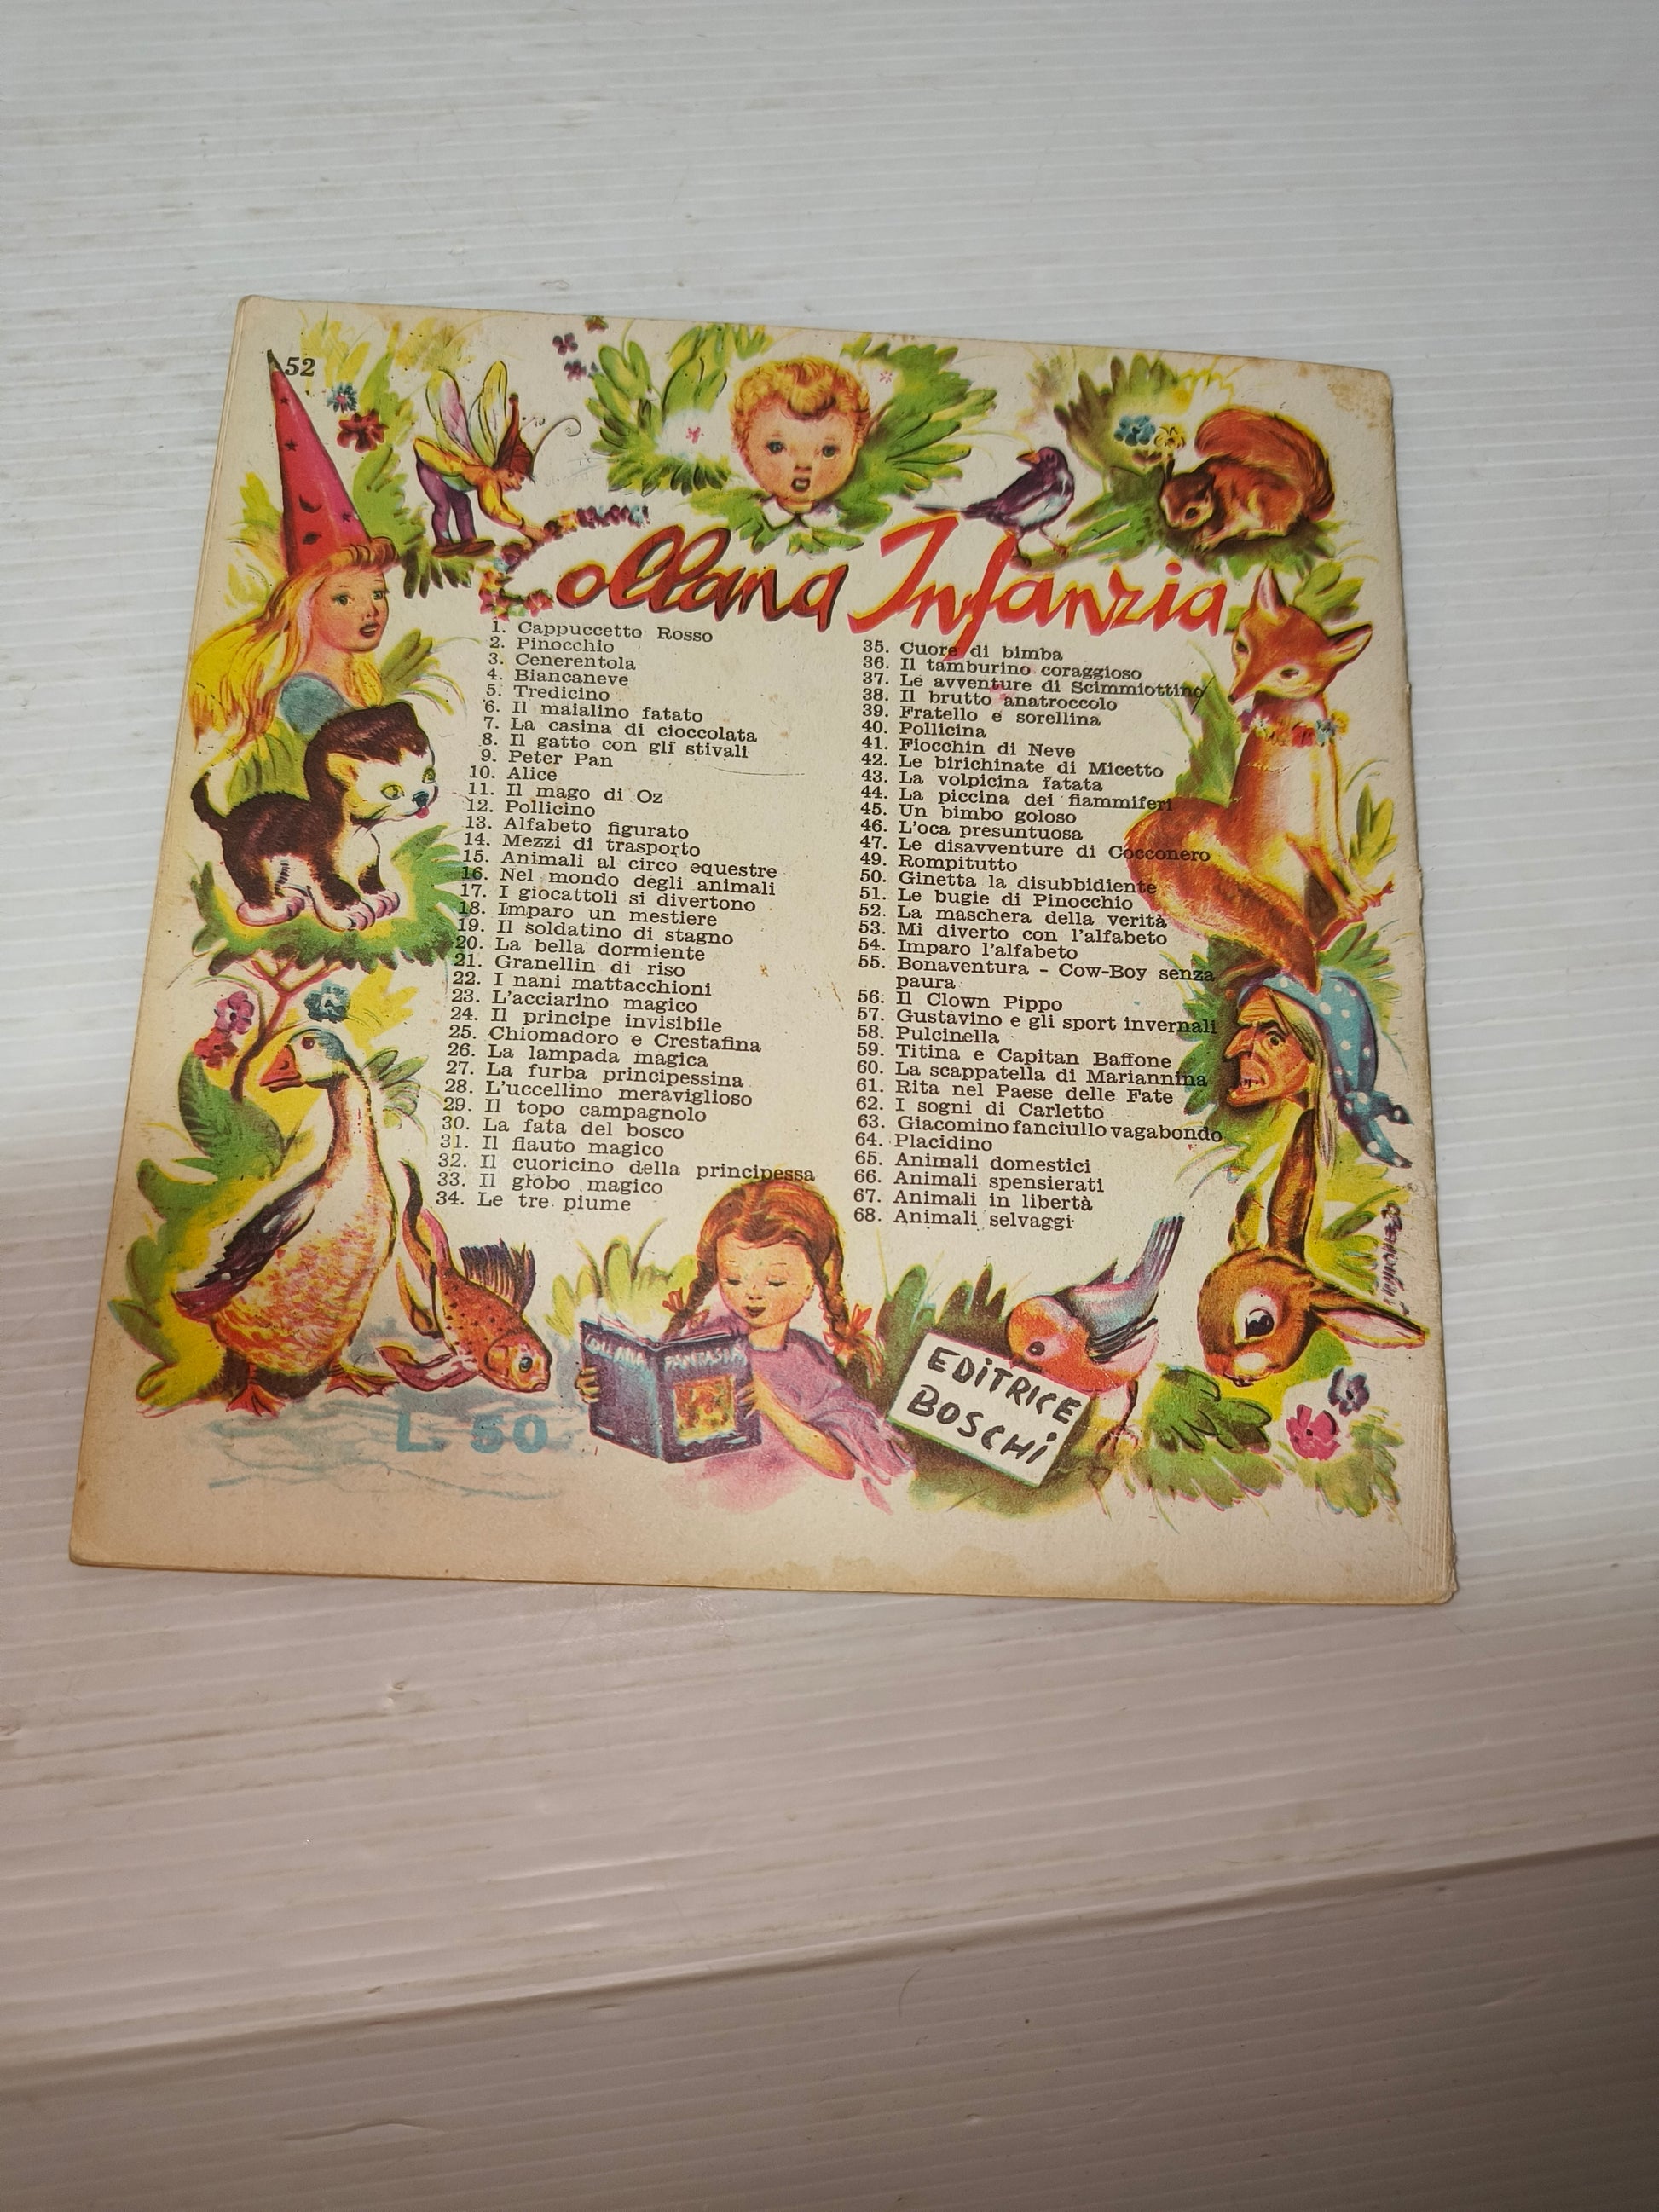 52
Collana Infanzia
1. Cappuccetto Rosso
2. Pinocchio
3. Cenerentola
4. Biancaneve
5. Tredicino
6. Il maialino fatato
7. La casina di cioccolata
8. Il gatto con gli stivali
9. Peter Pan
10. Alice
11. Il mago di Oz
12. Pollicino
13. Alfabeto figurato
14. Mezzi di trasporto
15. Animali al circo equestre
16. Nel mondo degli animali
17. I giocattoli si divertono
18. Imparo un mestiere
19. Il soldatino di stagno
20. La bella dormiente
21. Granellin di riso
22. I nani mattacchioni
23. L'acciarino magico
24. Il principe invisibile
25. Chiomadoro e Crestafina
26. La lampada magica
27. La furba principessina
28. L'uccellino meraviglioso
29. Il topo campagnolo
30. La fata del bosco
31. Il flauto magico
32. Il cuoricino della principessa
33. Il globo magico
34. Le tre piume
35. Cuore di bimba
36. Il tamburino coraggioso
37. Le avventure di Scimmiottino
38. Il brutto anatroccolo
39. Fratello e sorellina
40. Pollicina
41. Fiocchin di Neve
42. Le birichinate di Micetto
43. La volpicina fatata
44. La piccina dei fiammiferi
45. Un bimbo goloso
46. L'oca presuntuosa
47. Le disavventure di Cocconero
49. Rompitutto
50. Ginetta la disubbidiente
51. Le bugie di Pinocchio
52. La maschera della verità
53. Mi diverto con l'alfabeto
54. Imparo l'alfabeto
55. Bonaventura - Cow-Boy senza
paura
56. Il Clown Pippo
57. Gustavino e gli sport invernali
58. Pulcinella
59. Titina e Capitan Baffone
60. La scappatella di Mariannina
61. Rita nel Paese delle Fate
62. I sogni di Carletto
63. Giacomino fanciullo vagabondo
64. Placidino
65. Animali domestici
66. Animali spensierati
67. Animali in libertà
68. Animali selvaggi
COLLANA FANTASIA
EDITRICE
BOSCHI
L. 50